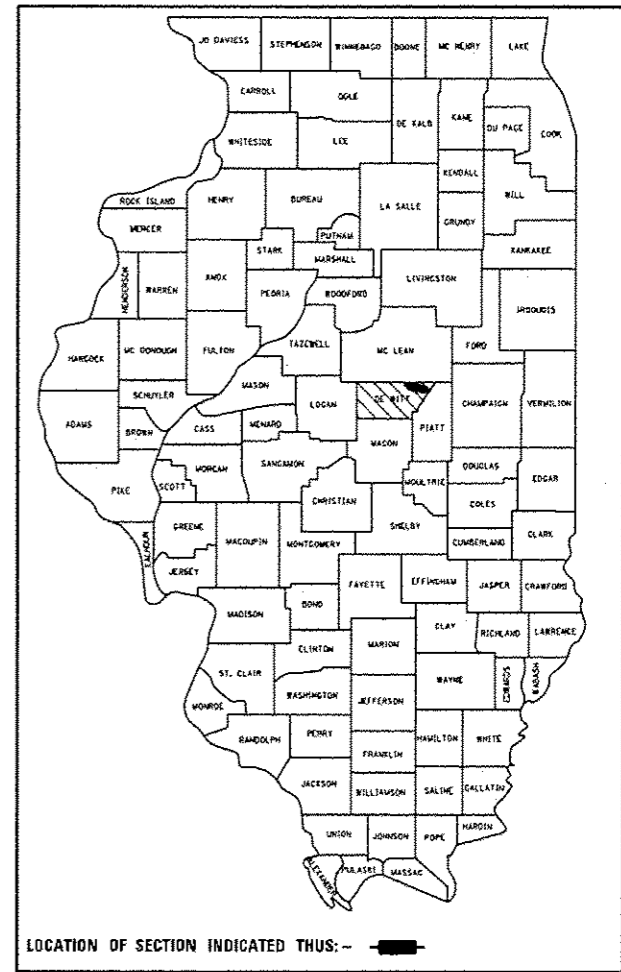 JO DAVIESS STEPHENSON WINNEBAGO BOONE MC HENRY LAKE
CARROLL OGLE DE KALB KANE DU PAGE COOK
WHITESIDE LEE
KENDALL
ROCK ISLAND HENRY BUREAU LA SALLE WILL
MERCER PUTNAM GRUNDY
STARK MARSHALL KANKAKEE
HENDERSON WARREN KNOX PEORIA WOODFORD LIVINGSTON
IROQUOIS
HANCOCK MC DONOUGH FULTON TAZEWELL MC LEAN FORD
MASON
SCHUYLER LOGAN DE WITT CHAMPAIGN VERMILION
ADAMS BROWN CASS MENARD MACON PIATT
MORGAN SANGAMON DOUGLAS
PIKE SCOTT MOULTRIE EDGAR
CHRISTIAN COLES
GREENE SHELBY
CALHOUN MACOUPIN MONTGOMERY CUMBERLAND CLARK
JERSEY FAYETTE EFFINGHAM JASPER CRAWFORD
MADISON BOND
CLAY RICHLAND LAWRENCE
CLINTON MARION
ST. CLAIR WAYNE EDWARDS WABASH
WASHINGTON JEFFERSON
MONROE
RANDOLPH PERRY HAMILTON WHITE
FRANKLIN
JACKSON WILLIAMSON SALINE GALLATIN
UNION JOHNSON POPE HARDIN
ALEXANDER PULASKI MASSAC
LOCATION OF SECTION INDICATED THUS:-